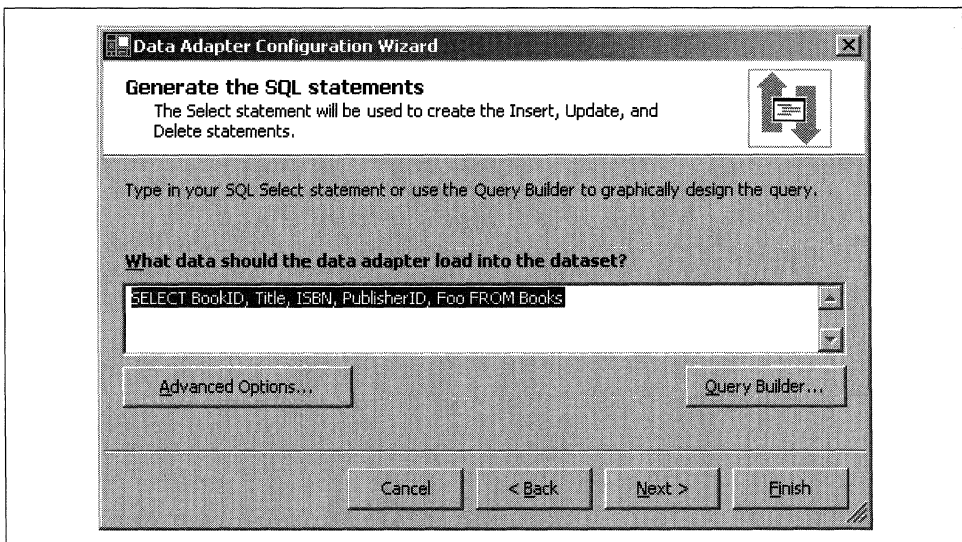 Data Adapter Configuration Wizard
Generate the SQL statements
The Select statement will be used to create the Insert, Update, and
Delete statements.
Type in your SQL Select statement or use the Query Builder to graphically design the query.
What data should the data adapter load into the dataset?
SELECT BookID, Title, ISBN, PublisherID, Foo FROM Books
Advanced Options...
Query Builder...
Cancel
< Back
Next >
Finish